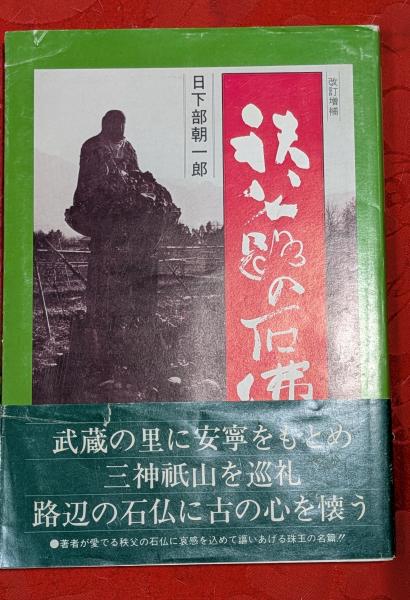 改訂増補
秩父路の石佛
日下部朝一郎
武蔵の里に安寧をもとめ
三神祇山を巡礼
路辺の石仏に古の心を懐う
●著者が愛でる秩父の石仏に哀感を込めて謳いあげる珠玉の名篇!!